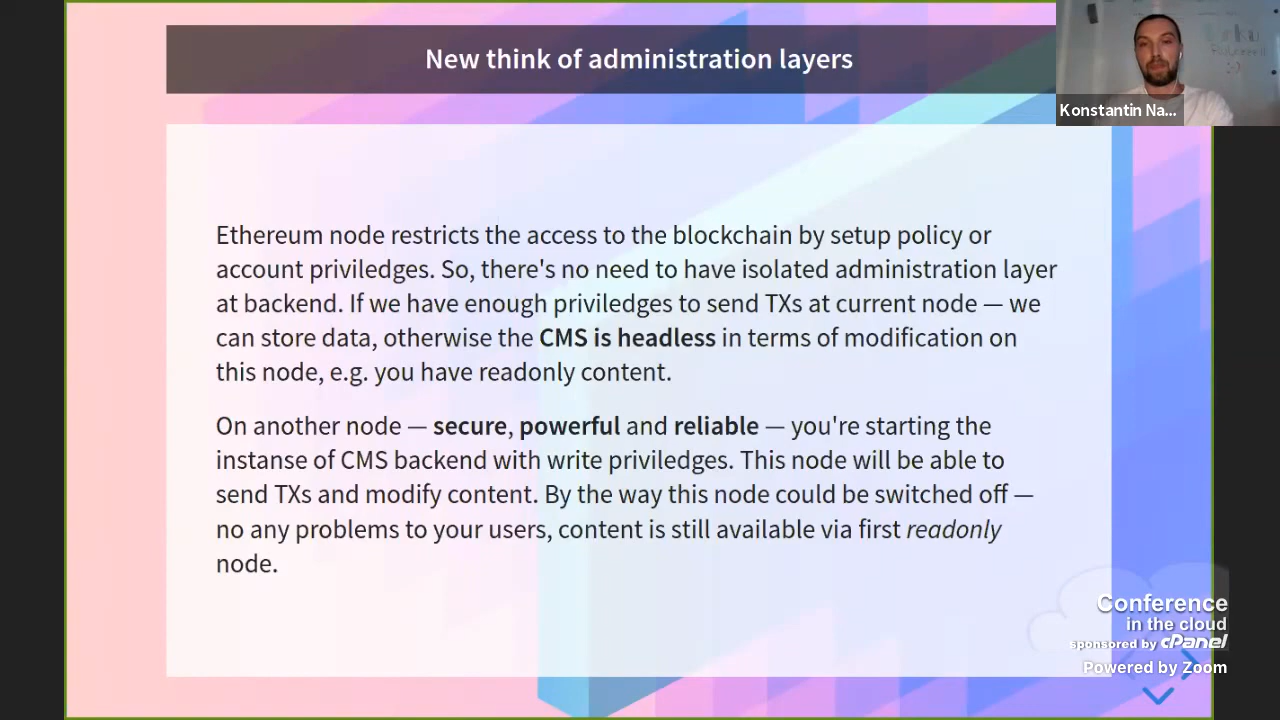 New think of administration layers
Konstantin Na...
Ethereum node restricts the access to the blockchain by setup policy or
account priviledges. So, there's no need to have isolated administration layer
at backend. If we have enough priviledges to send TXs at current node — we
can store data, otherwise the CMS is headless in terms of modification on
this node, e.g. you have readonly content.
On another node — secure, powerful and reliable — you're starting the
instanse of CMS backend with write priviledges. This node will be able to
send TXs and modify content. By the way this node could be switched off —
no any problems to your users, content is still available via first readonly
node.
Conference
in the cloud
sponsored by cPanel
Powered by Zoom